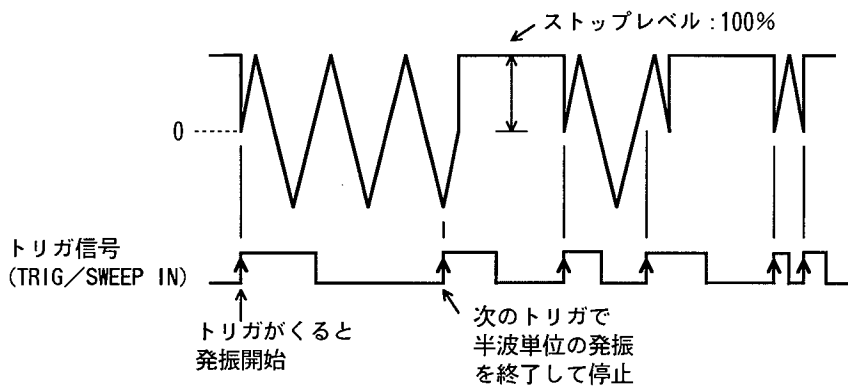 ストップレベル:100%
0
トリガ信号
(TRIG/SWEEP IN)
トリガがくると
発振開始
次のトリガで
半波単位の発振
を終了して停止